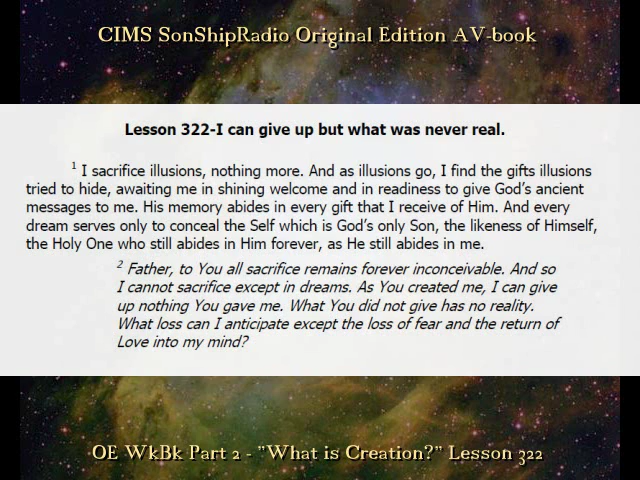 CIMS SonShipRadio Original Edition AV-book
Lesson 322-I can give up but what was never real.
1 I sacrifice illusions, nothing more. And as illusions go, I find the gifts illusions
tried to hide, awaiting me in shining welcome and in readiness to give God's ancient
messages to me. His memory abides in every gift that I receive of Him. And every
dream serves only to conceal the Self which is God's only Son, the likeness of Himself,
the Holy One who still abides in Him forever, as He still abides in me.
2 Father, to You all sacrifice remains forever inconceivable. And so
I cannot sacrifice except in dreams. As You created me, I can give
up nothing You gave me. What You did not give has no reality.
What loss can I anticipate except the loss of fear and the return of
Love into my mind?
OE WkBk Part 2 - "What is Creation?" Lesson 322